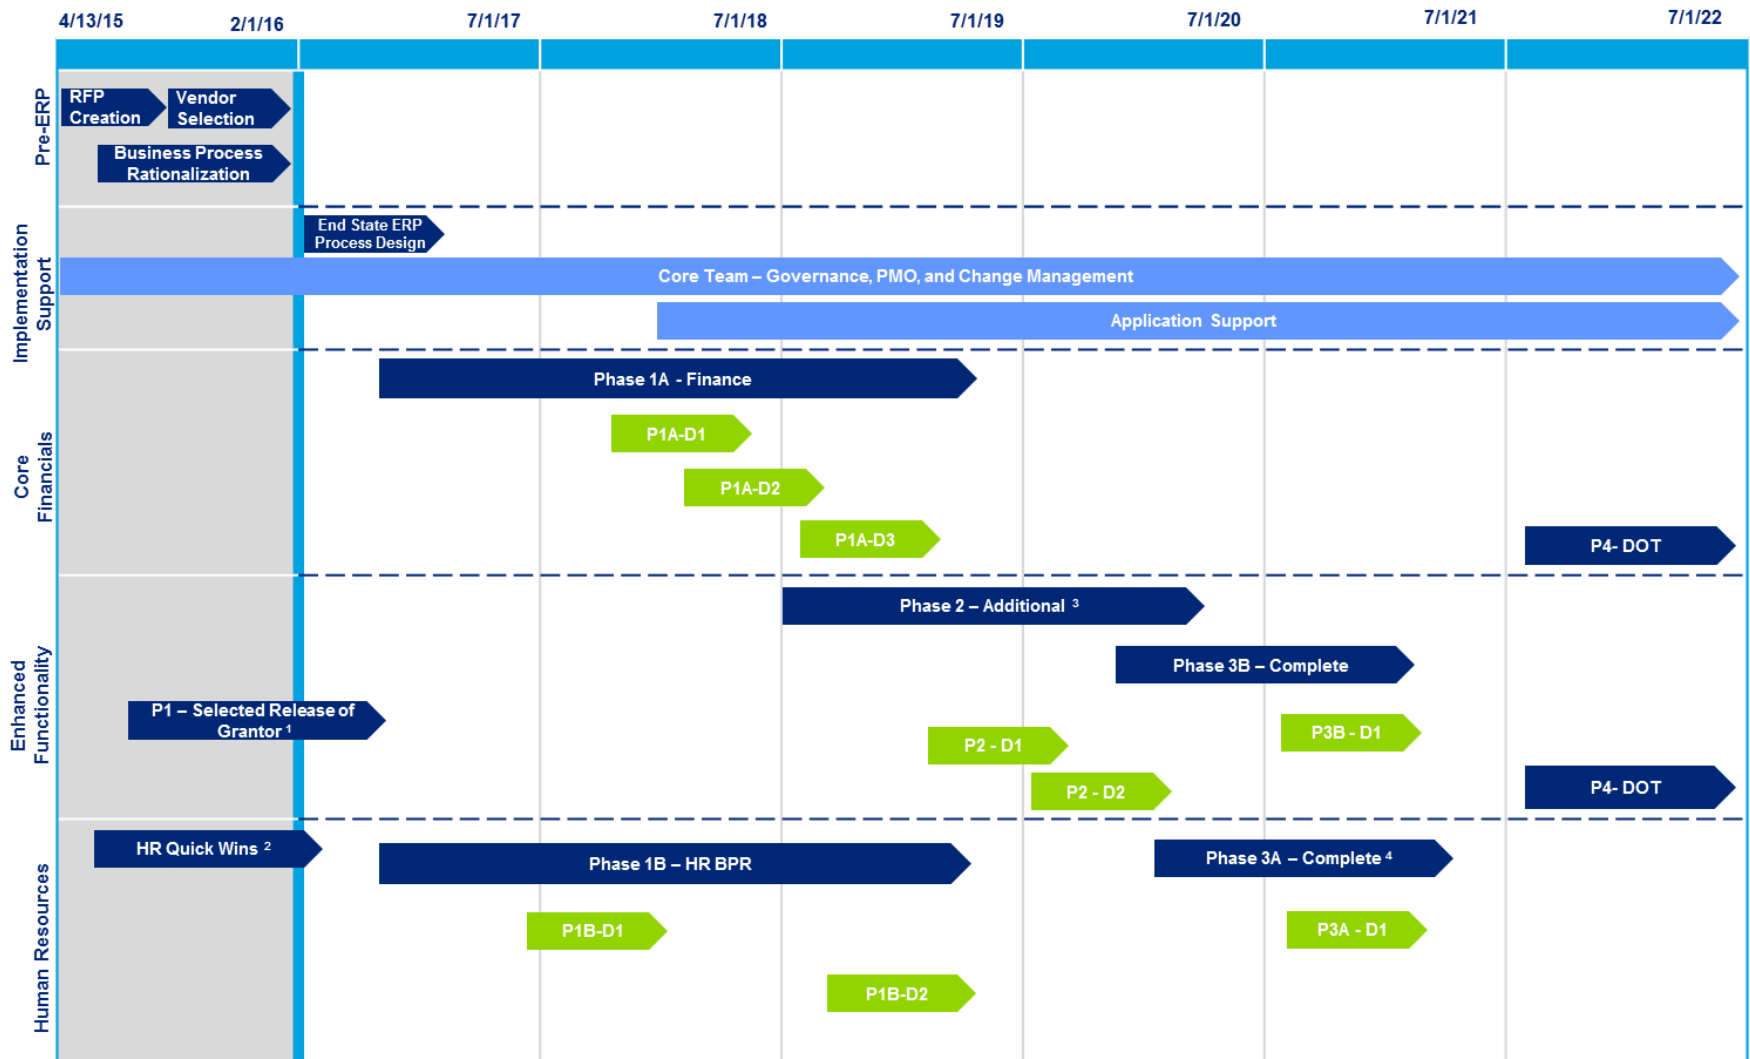 4/13/15
2/1/16
7/1/17
7/1/18
7/1/19
7/1/20
7/1/21
7/1/22
Pre-ERP
RFP
Creation
Vendor
Selection
Business Process
Rationalization
Implementation
Support
End State ERP
Process Design
Core Team – Governance, PMO, and Change Management
Application Support
Core
Financials
Phase 1A - Finance
P1A-D1
P1A-D2
P1A-D3
P4- DOT
Enhanced
Functionality
Phase 2 – Additional 3
Phase 3B – Complete
P1 – Selected Release of
Grantor 1
P3B - D1
P2 - D1
P2 - D2
P4- DOT
Human Resources
HR Quick Wins 2
Phase 1B – HR BPR
Phase 3A – Complete 4
P1B-D1
P3A - D1
P1B-D2